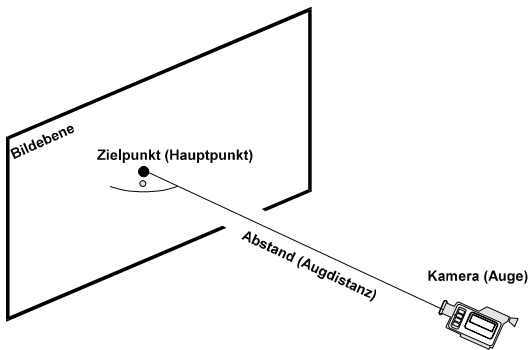 Bildebene
Zielpunkt (Hauptpunkt)
Abstand (Augdistanz)
Kamera (Auge)